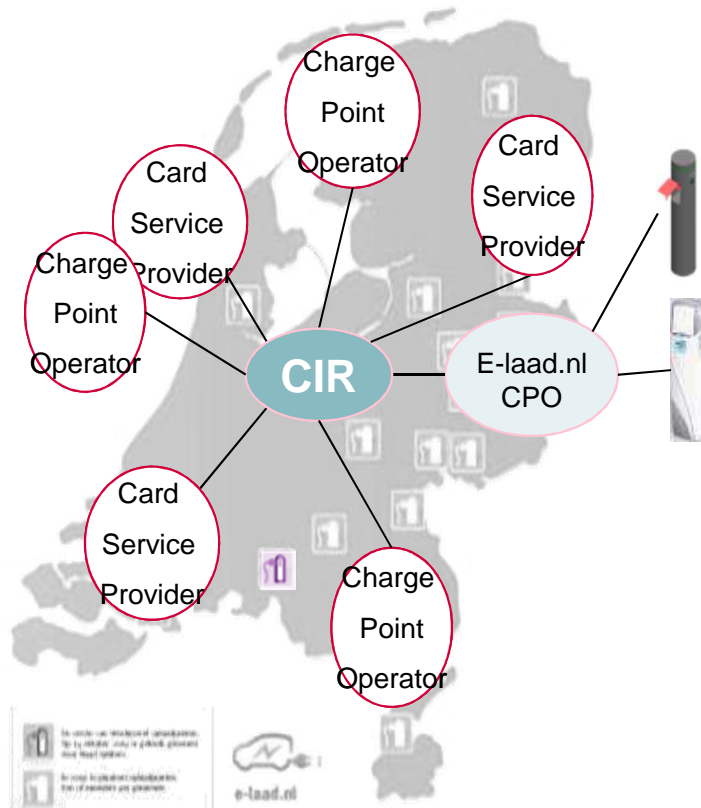 Charge
Point
Operator
Card
Service
Provider
Card
Service
Provider
Charge
Point
Operator
CIR
E-laad.nl
CPO
Card
Service
Provider
Charge
Point
Operator
e-laad.nl